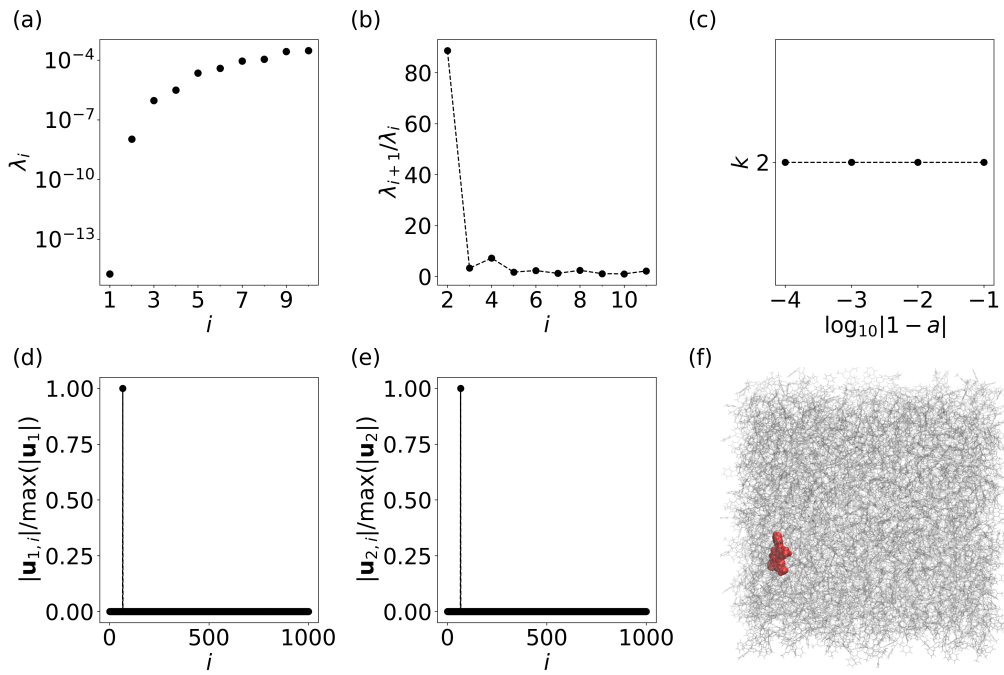 (a)
λ_i
10^−4
10^−7
10^−10
10^−13
1 3 5 7 9
i
(b)
λ_{i+1}/λ_i
80
60
40
20
0
2 4 6 8 10
i
(c)
k
2
−4 −3 −2 −1
log_10|1 − a|
(d)
|u_{1,i}|/max(|u_1|)
1.00
0.75
0.50
0.25
0.00
0 500 1000
i
(e)
|u_{2,i}|/max(|u_2|)
1.00
0.75
0.50
0.25
0.00
0 500 1000
i
(f)